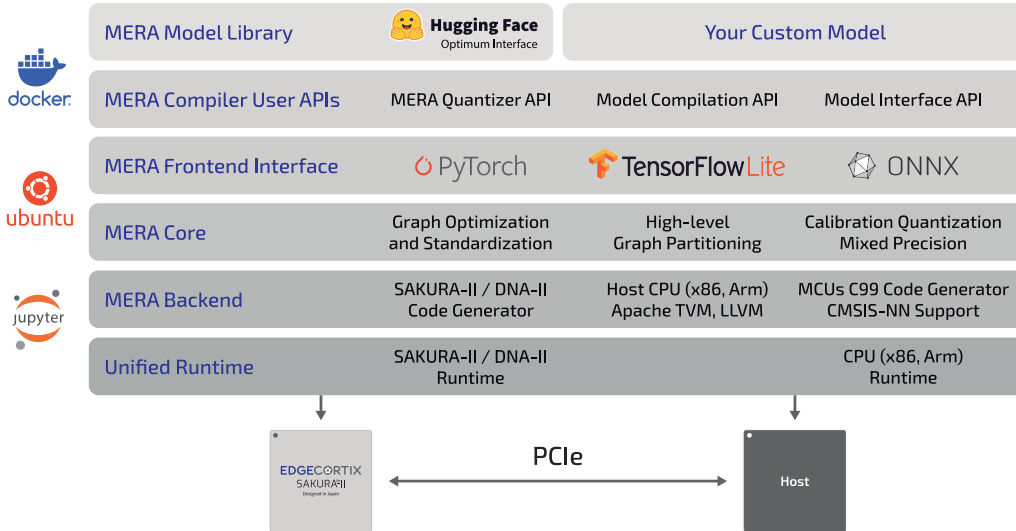 MERA Model Library
Hugging Face
Optimum Interface
Your Custom Model
docker
MERA Compiler User APIs
MERA Quantizer API
Model Compilation API
Model Interface API
MERA Frontend Interface
PyTorch
TensorFlow Lite
ONNX
ubuntu
MERA Core
Graph Optimization
and Standardization
High-level
Graph Partitioning
Calibration Quantization
Mixed Precision
jupyter
MERA Backend
SAKURA-II / DNA-II
Code Generator
Host CPU (x86, Arm)
Apache TVM, LLVM
MCUs C99 Code Generator
CMSIS-NN Support
Unified Runtime
SAKURA-II / DNA-II
Runtime
CPU (x86, Arm)
Runtime
EDGECORTIX
SAKURA-II
Designed in Japan
PCIe
Host